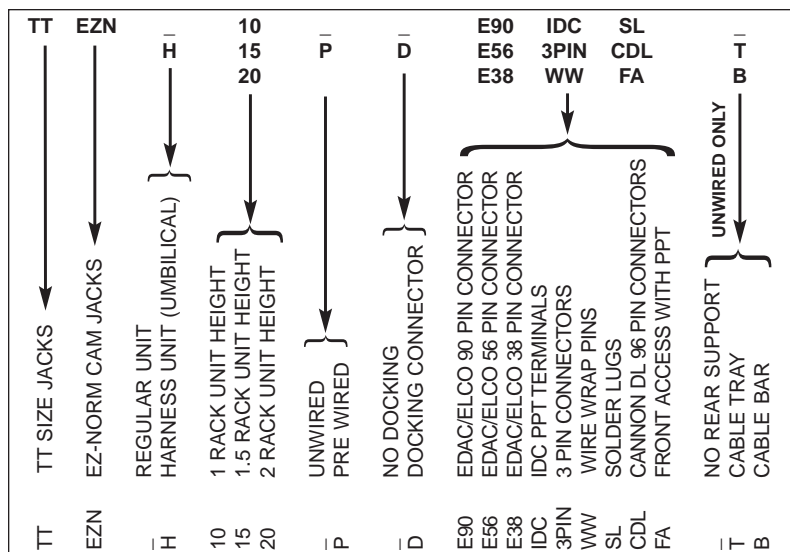 TT EZN _ 10 _ _ E90 IDC SL _
H 15 P D E56 3PIN CDL T
20 E38 WW FA B
UNWIRED ONLY
TT TT SIZE JACKS
EZN EZ-NORM CAM JACKS
_ REGULAR UNIT
H HARNESS UNIT (UMBILICAL)
10 1 RACK UNIT HEIGHT
15 1.5 RACK UNIT HEIGHT
20 2 RACK UNIT HEIGHT
_ UNWIRED
P PRE WIRED
_ NO DOCKING
D DOCKING CONNECTOR
E90 EDAC/ELCO 90 PIN CONNECTOR
E56 EDAC/ELCO 56 PIN CONNECTOR
E38 EDAC/ELCO 38 PIN CONNECTOR
IDC IDC PPT TERMINALS
3PIN 3 PIN CONNECTORS
WW WIRE WRAP PINS
SL SOLDER LUGS
CDL CANNON DL 96 PIN CONNECTORS
FA FRONT ACCESS WITH PPT
_ NO REAR SUPPORT
T CABLE TRAY
B CABLE BAR